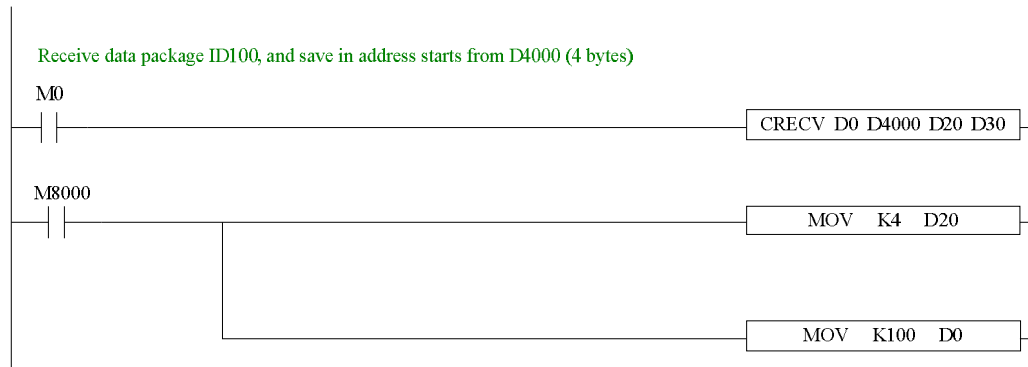 Receive data package ID100, and save in address starts from D4000 (4 bytes)
M0
CRECV D0 D4000 D20 D30
M8000
MOV K4 D20
MOV K100 D0